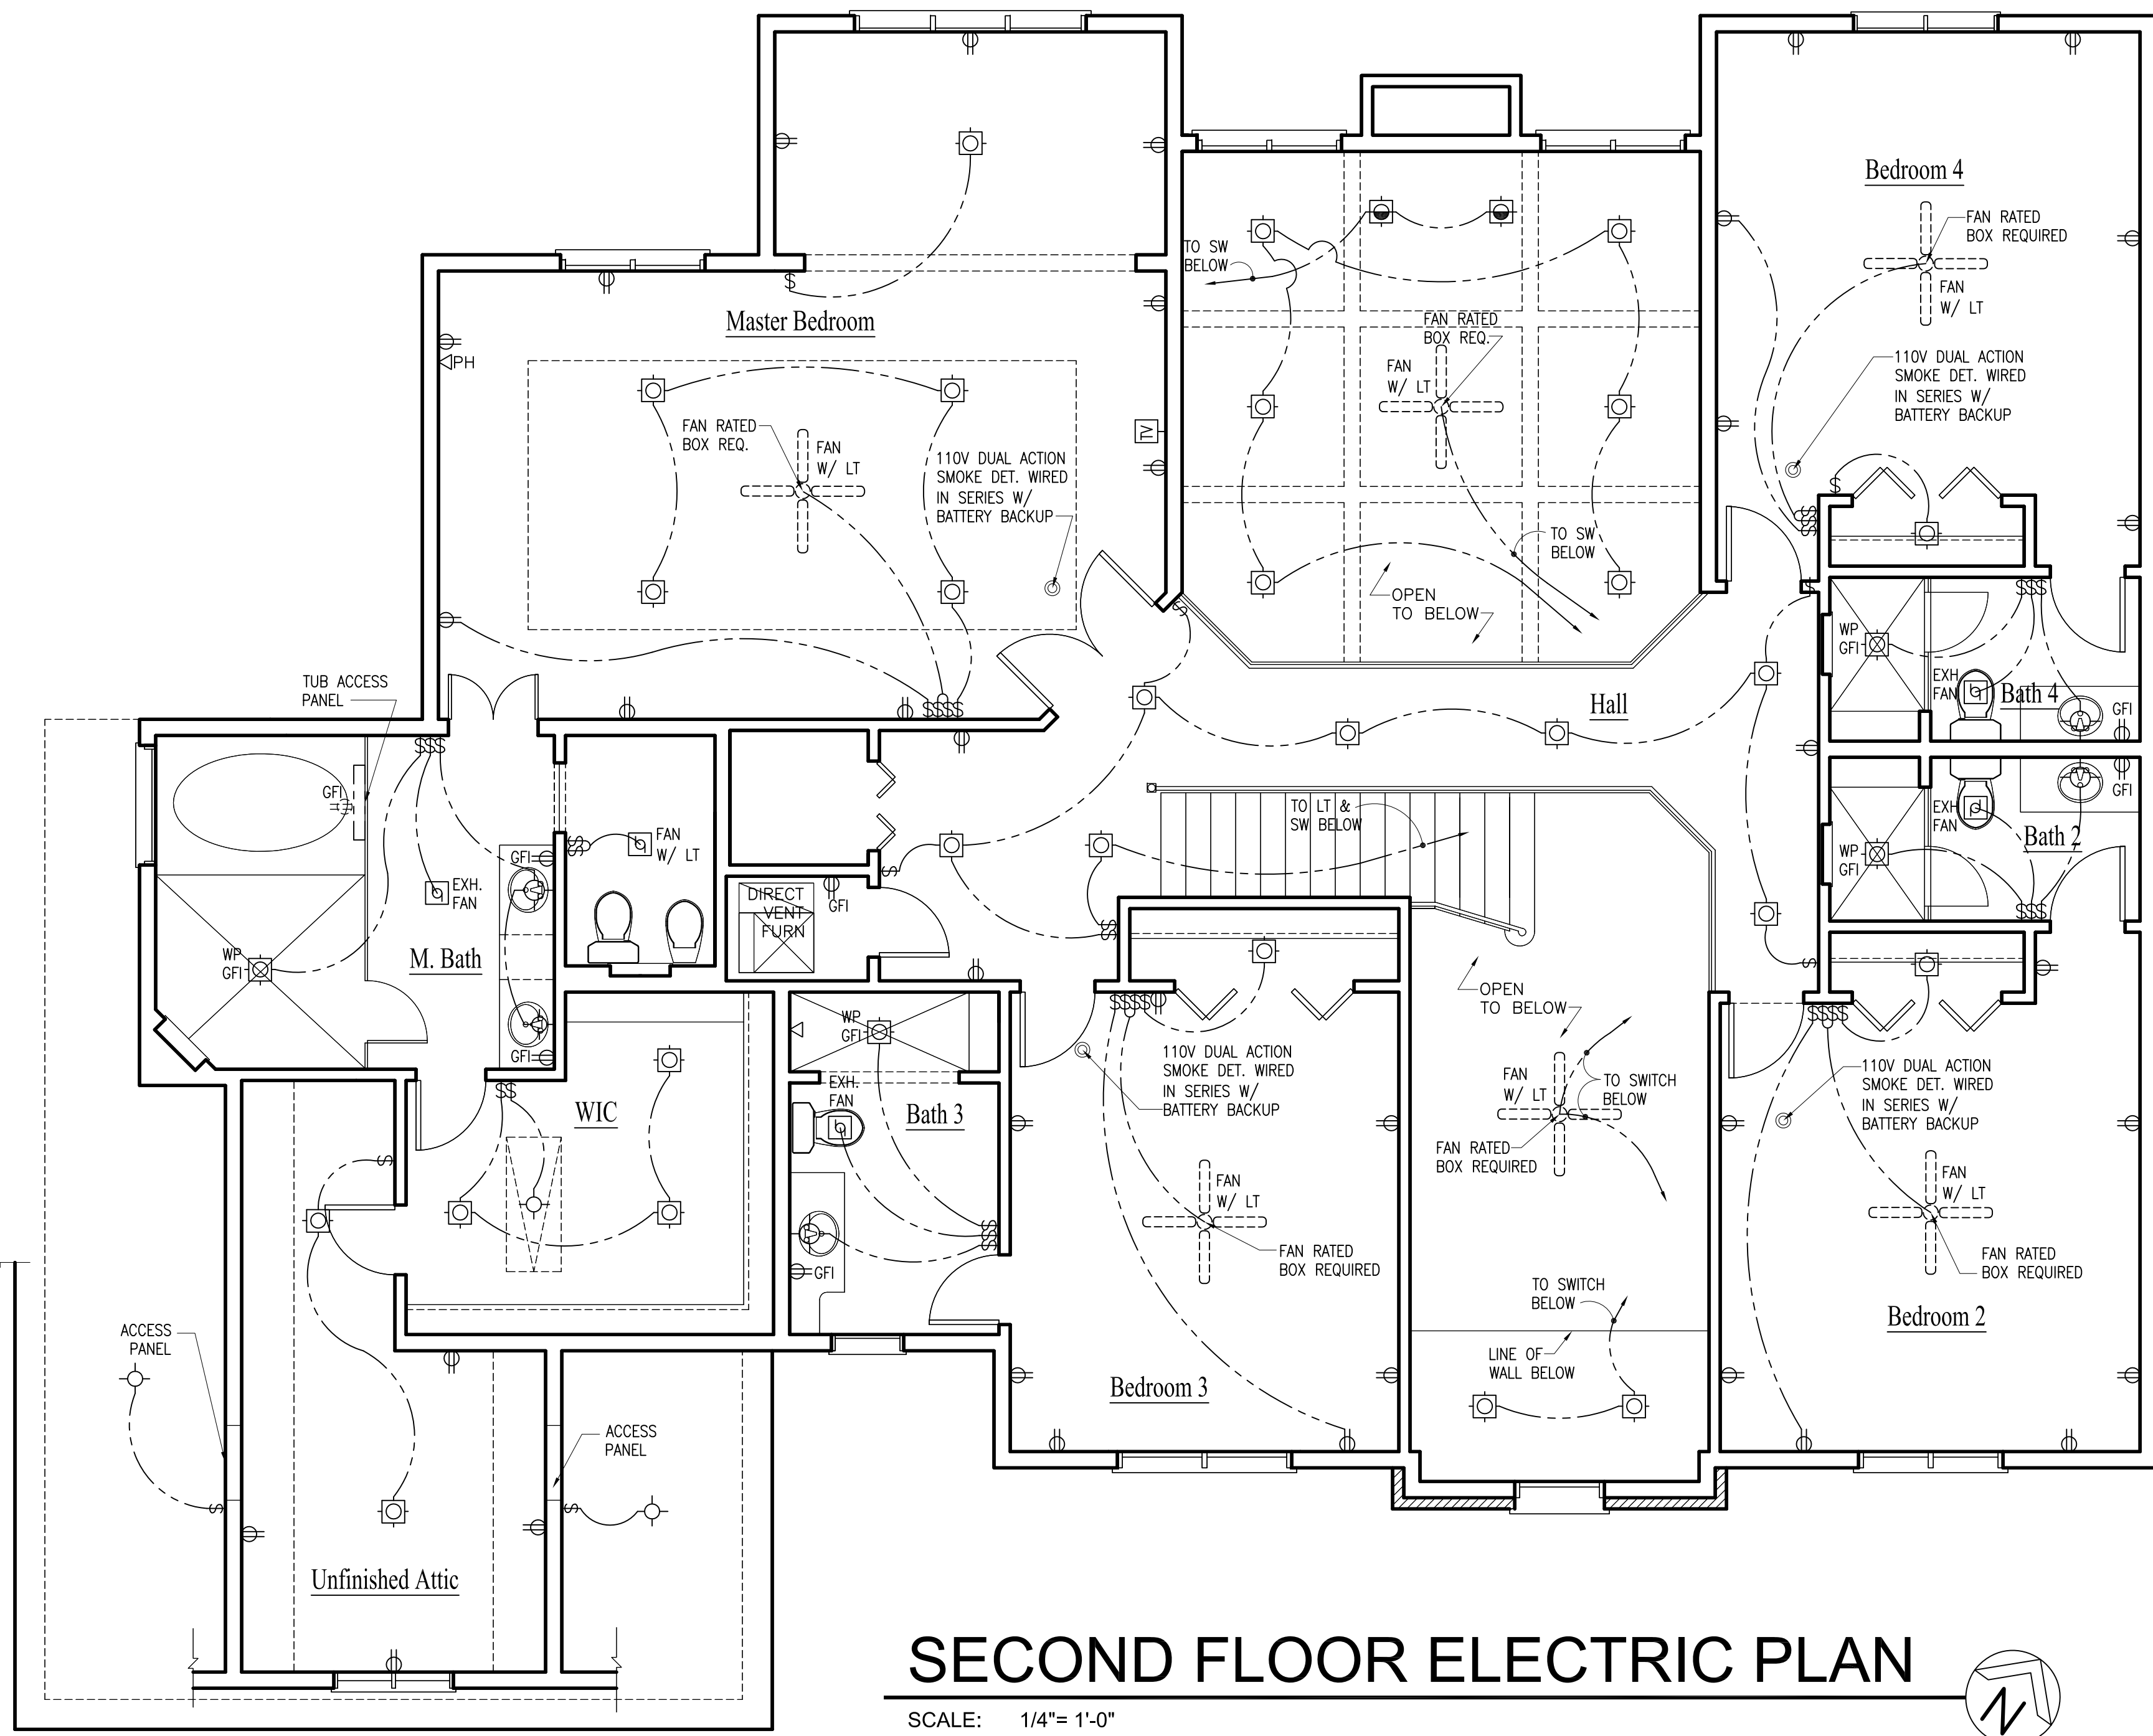 Bedroom 4
FAN RATED
BOX REQUIRED
FAN
W/ LT
TO SW
BELOW
Master Bedroom
FAN RATED
BOX REQ.
FAN
W/ LT
PH
110V DUAL ACTION
SMOKE DET. WIRED
IN SERIES W/
BATTERY BACKUP
FAN RATED
BOX REQ.
FAN
W/ LT
TV
110V DUAL ACTION
SMOKE DET. WIRED
IN SERIES W/
BATTERY BACKUP
TO SW
BELOW
OPEN
TO BELOW
WP
GFI
EXH
FAN
Bath 4
GFI
TUB ACCESS
PANEL
Hall
GFI
TO LT &
SW BELOW
EXH
FAN
GFI
Bath 2
WP
GFI
FAN
W/ LT
GFI
EXH.
FAN
DIRECT
VENT
FURN
GFI
M. Bath
WP
GFI
GFI
OPEN
TO BELOW
WP
GFI
EXH.
FAN
Bath 3
WIC
110V DUAL ACTION
SMOKE DET. WIRED
IN SERIES W/
BATTERY BACKUP
FAN
W/ LT
TO SWITCH
BELOW
110V DUAL ACTION
SMOKE DET. WIRED
IN SERIES W/
BATTERY BACKUP
FAN RATED
BOX REQUIRED
FAN
W/ LT
FAN
W/ LT
GFI
FAN RATED
BOX REQUIRED
FAN RATED
BOX REQUIRED
TO SWITCH
BELOW
Bedroom 2
ACCESS
PANEL
LINE OF
WALL BELOW
Bedroom 3
ACCESS
PANEL
Unfinished Attic
SECOND FLOOR ELECTRIC PLAN
SCALE: 1/4"= 1'-0"
N